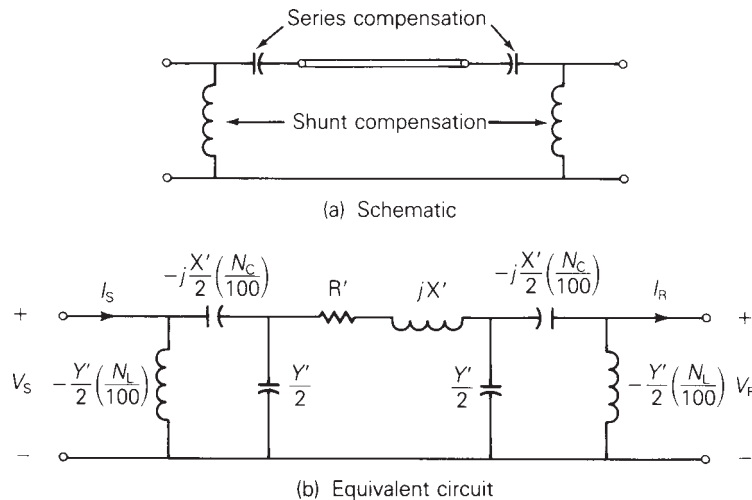 Series compensation
Shunt compensation
(a) Schematic
-j X'/2 (N_C/100)
-j X'/2 (N_C/100)
I_S
R'
jX'
I_R
+
+
V_S
-Y'/2 (N_L/100)
Y'/2
Y'/2
-Y'/2 (N_L/100)
V_R
−
−
(b) Equivalent circuit